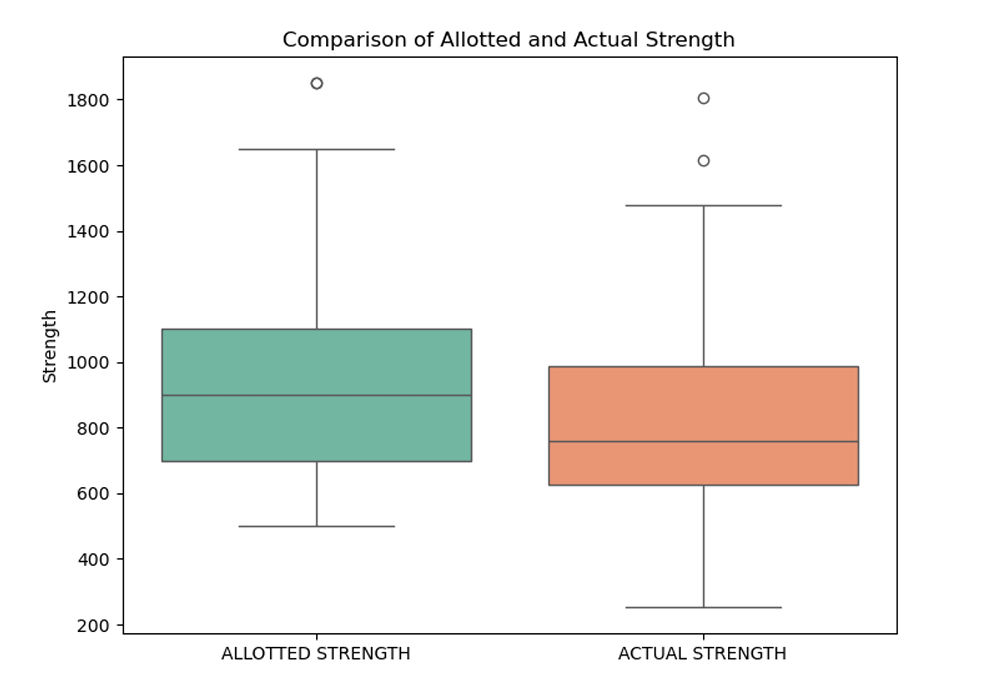 Comparison of Allotted and Actual Strength
Strength
1800
1600
1400
1200
1000
800
600
400
200
ALLOTTED STRENGTH
ACTUAL STRENGTH